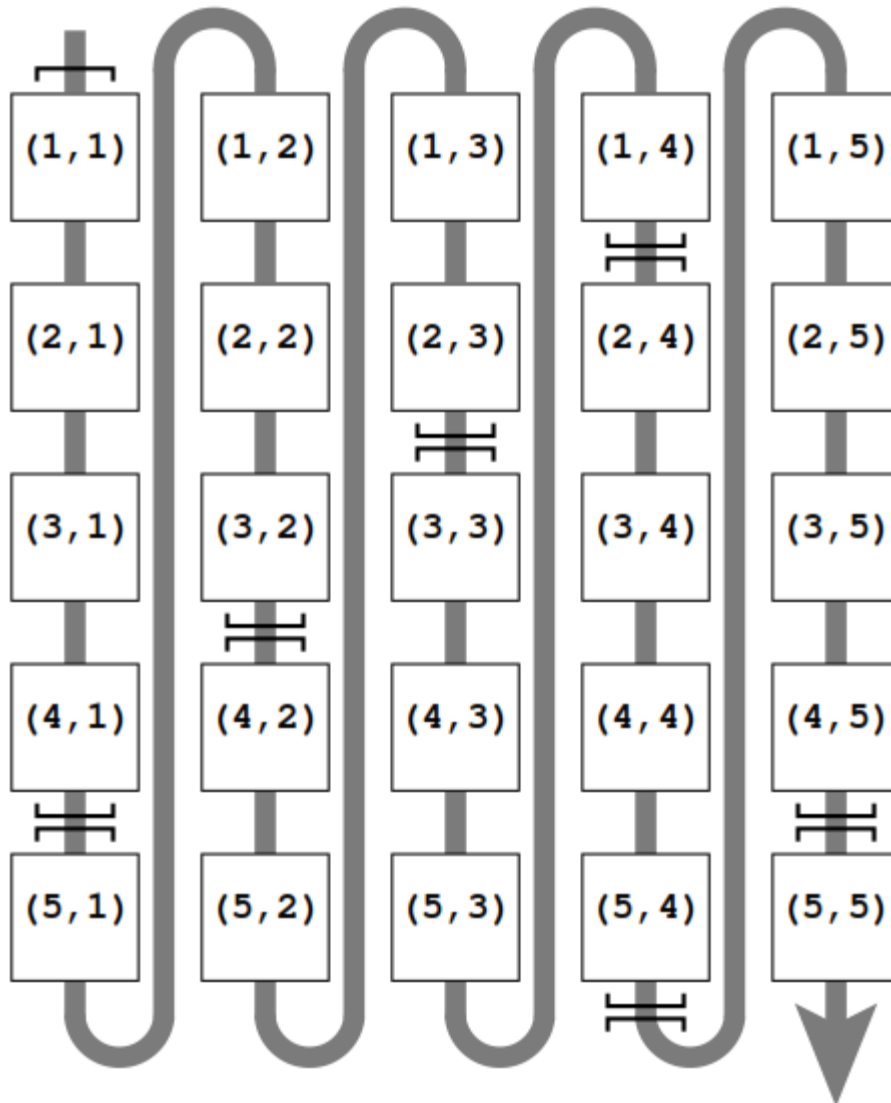 (1,1) (1,2) (1,3) (1,4) (1,5)
(2,1) (2,2) (2,3) (2,4) (2,5)
(3,1) (3,2) (3,3) (3,4) (3,5)
(4,1) (4,2) (4,3) (4,4) (4,5)
(5,1) (5,2) (5,3) (5,4) (5,5)